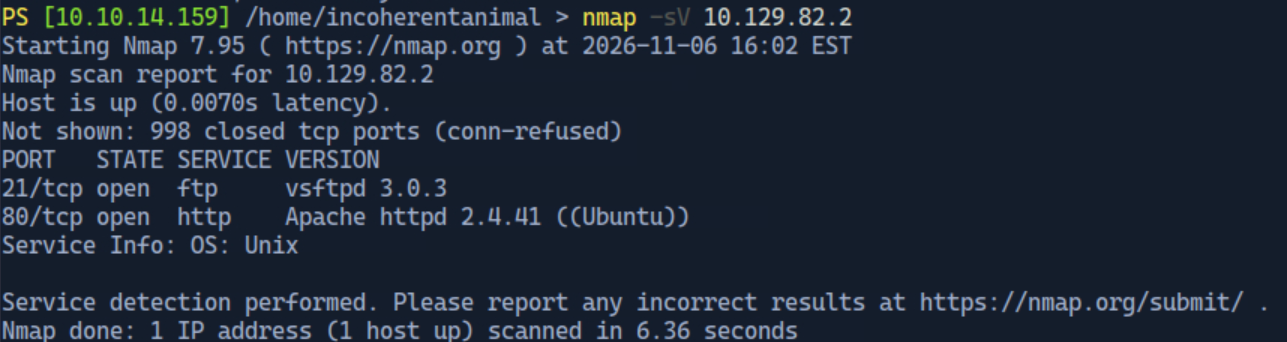 PS [10.10.14.159] /home/incoherentanimal > nmap -sV 10.129.82.2
Starting Nmap 7.95 ( https://nmap.org ) at 2026-11-06 16:02 EST
Nmap scan report for 10.129.82.2
Host is up (0.0070s latency).
Not shown: 998 closed tcp ports (conn-refused)
PORT   STATE SERVICE VERSION
21/tcp open  ftp     vsftpd 3.0.3
80/tcp open  http    Apache httpd 2.4.41 ((Ubuntu))
Service Info: OS: Unix

Service detection performed. Please report any incorrect results at https://nmap.org/submit/ .
Nmap done: 1 IP address (1 host up) scanned in 6.36 seconds